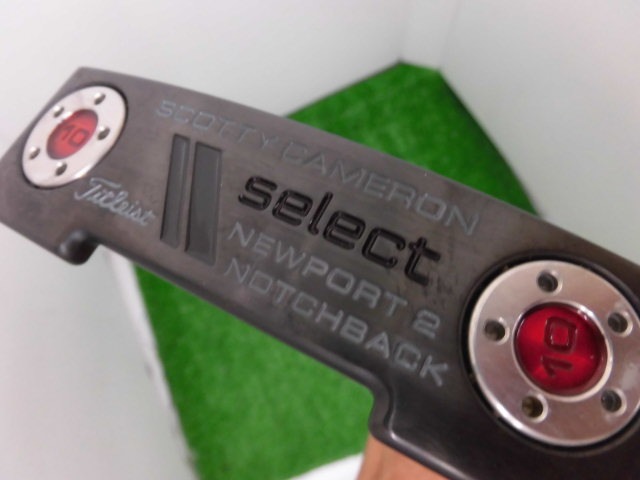 SCOTTY CAMERON
10
Titleist
select
NEWPORT 2
NOTCHBACK
10